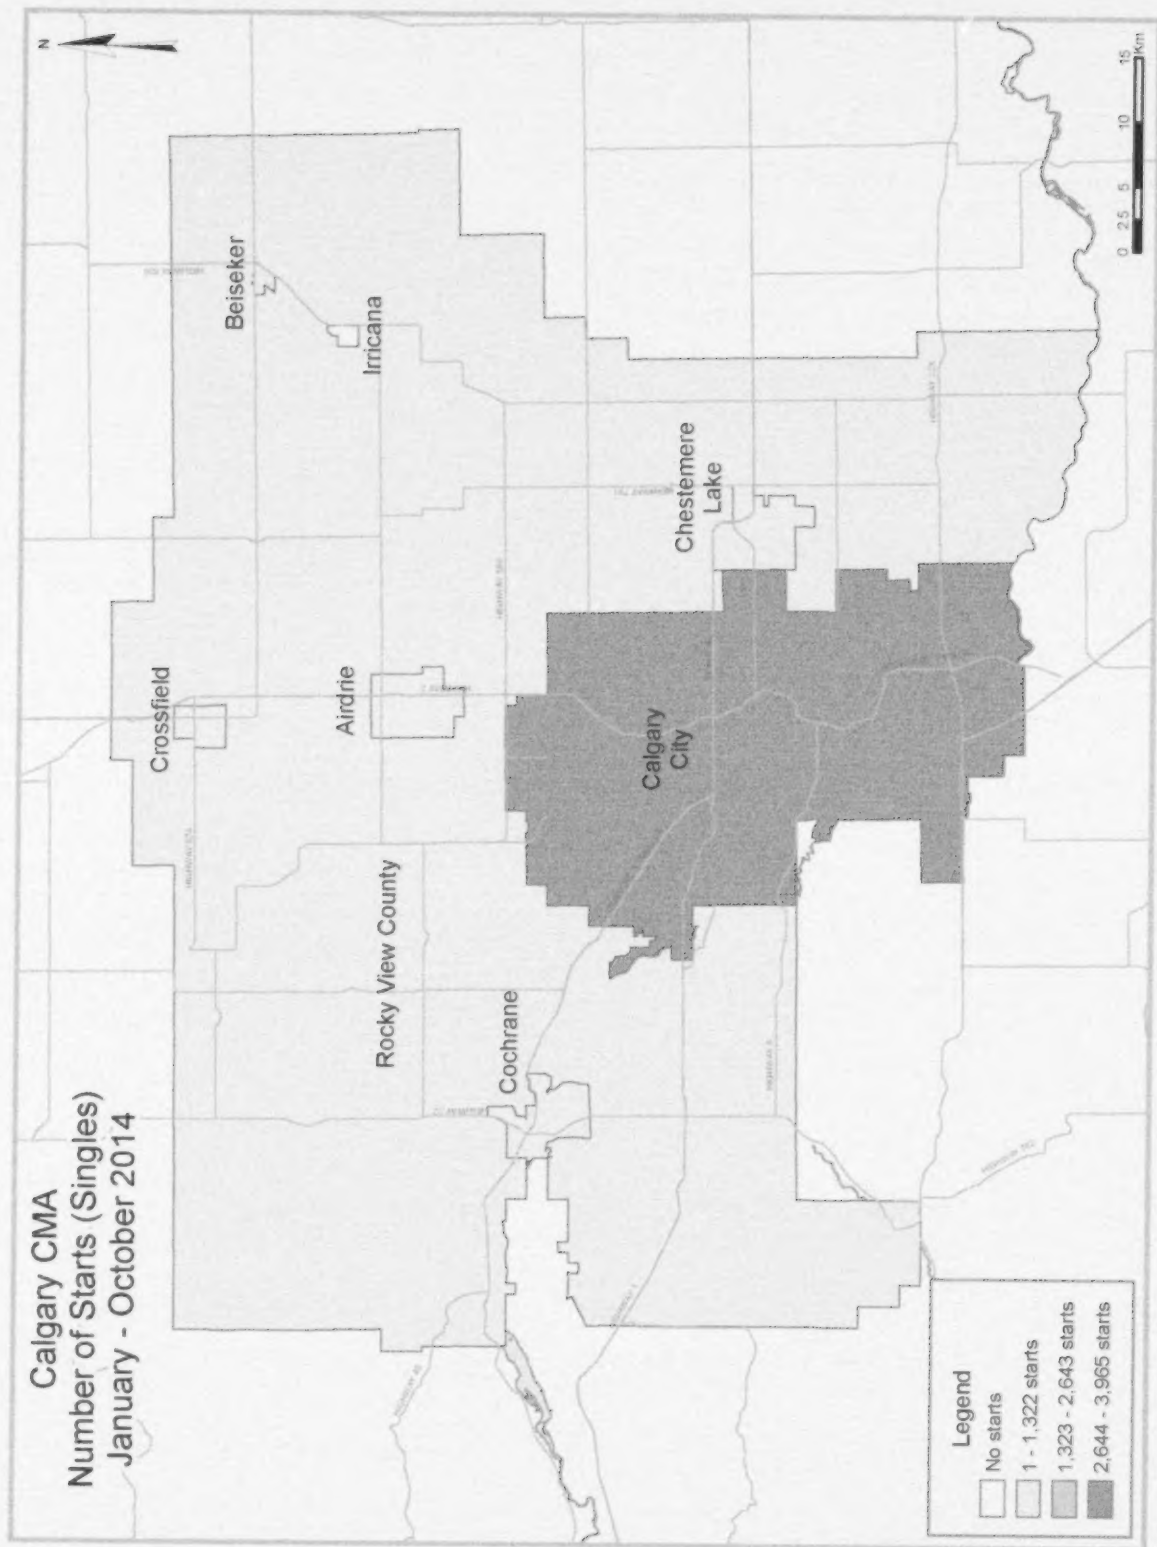 Calgary CMA
Number of Starts (Singles)
January - October 2014
N
Crossfield
Beiseker
Irricana
Airdrie
Rocky View County
Cochrane
Calgary
City
Chestemere
Lake
Legend
No starts
1 - 1,322 starts
1,323 - 2,643 starts
2,644 - 3,965 starts
0 2.5 5 10 15
Km